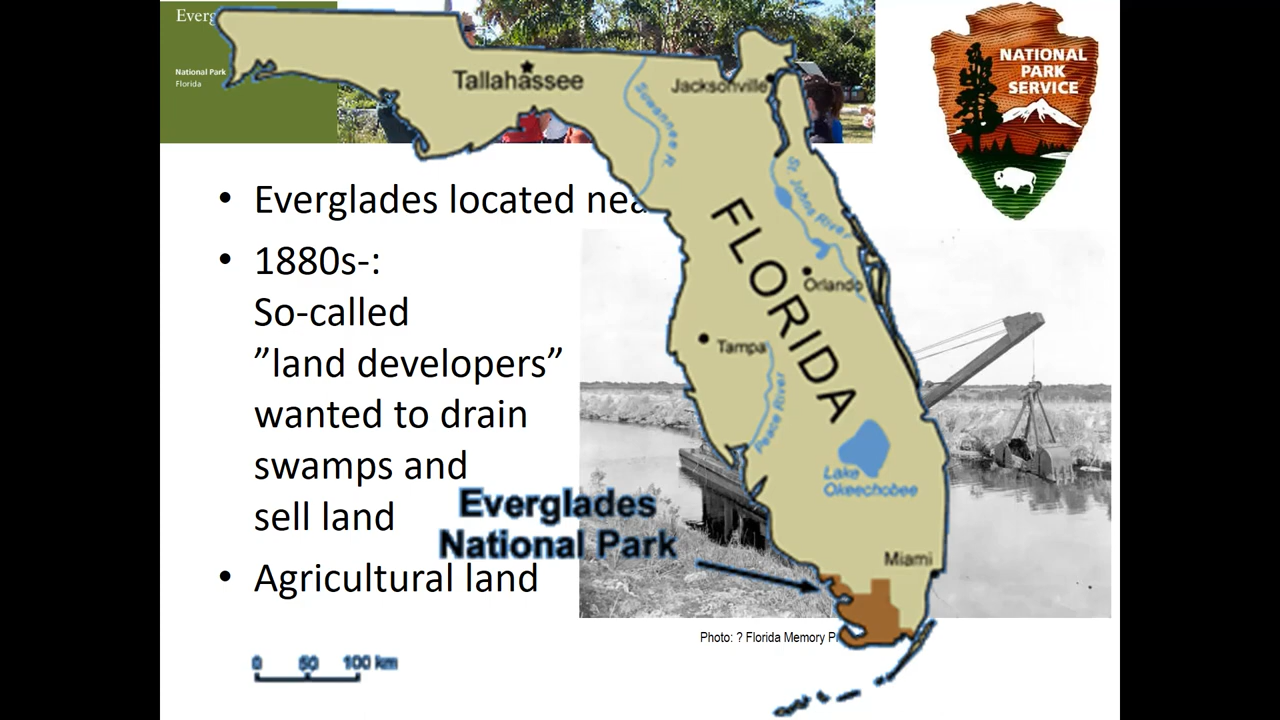 Everg
National Park
Florida
NATIONAL
PARK
SERVICE
Tallahassee
Jacksonville
Suwannee R.
St. Johns River
• Everglades located nea
• 1880s-:
So-called
”land developers”
wanted to drain
swamps and
sell land
• Agricultural land
FLORIDA
Orlando
Tampa
Peace River
Lake
Okeechobee
Everglades
National Park
Miami
Photo: ? Florida Memory P
0 50 100 km